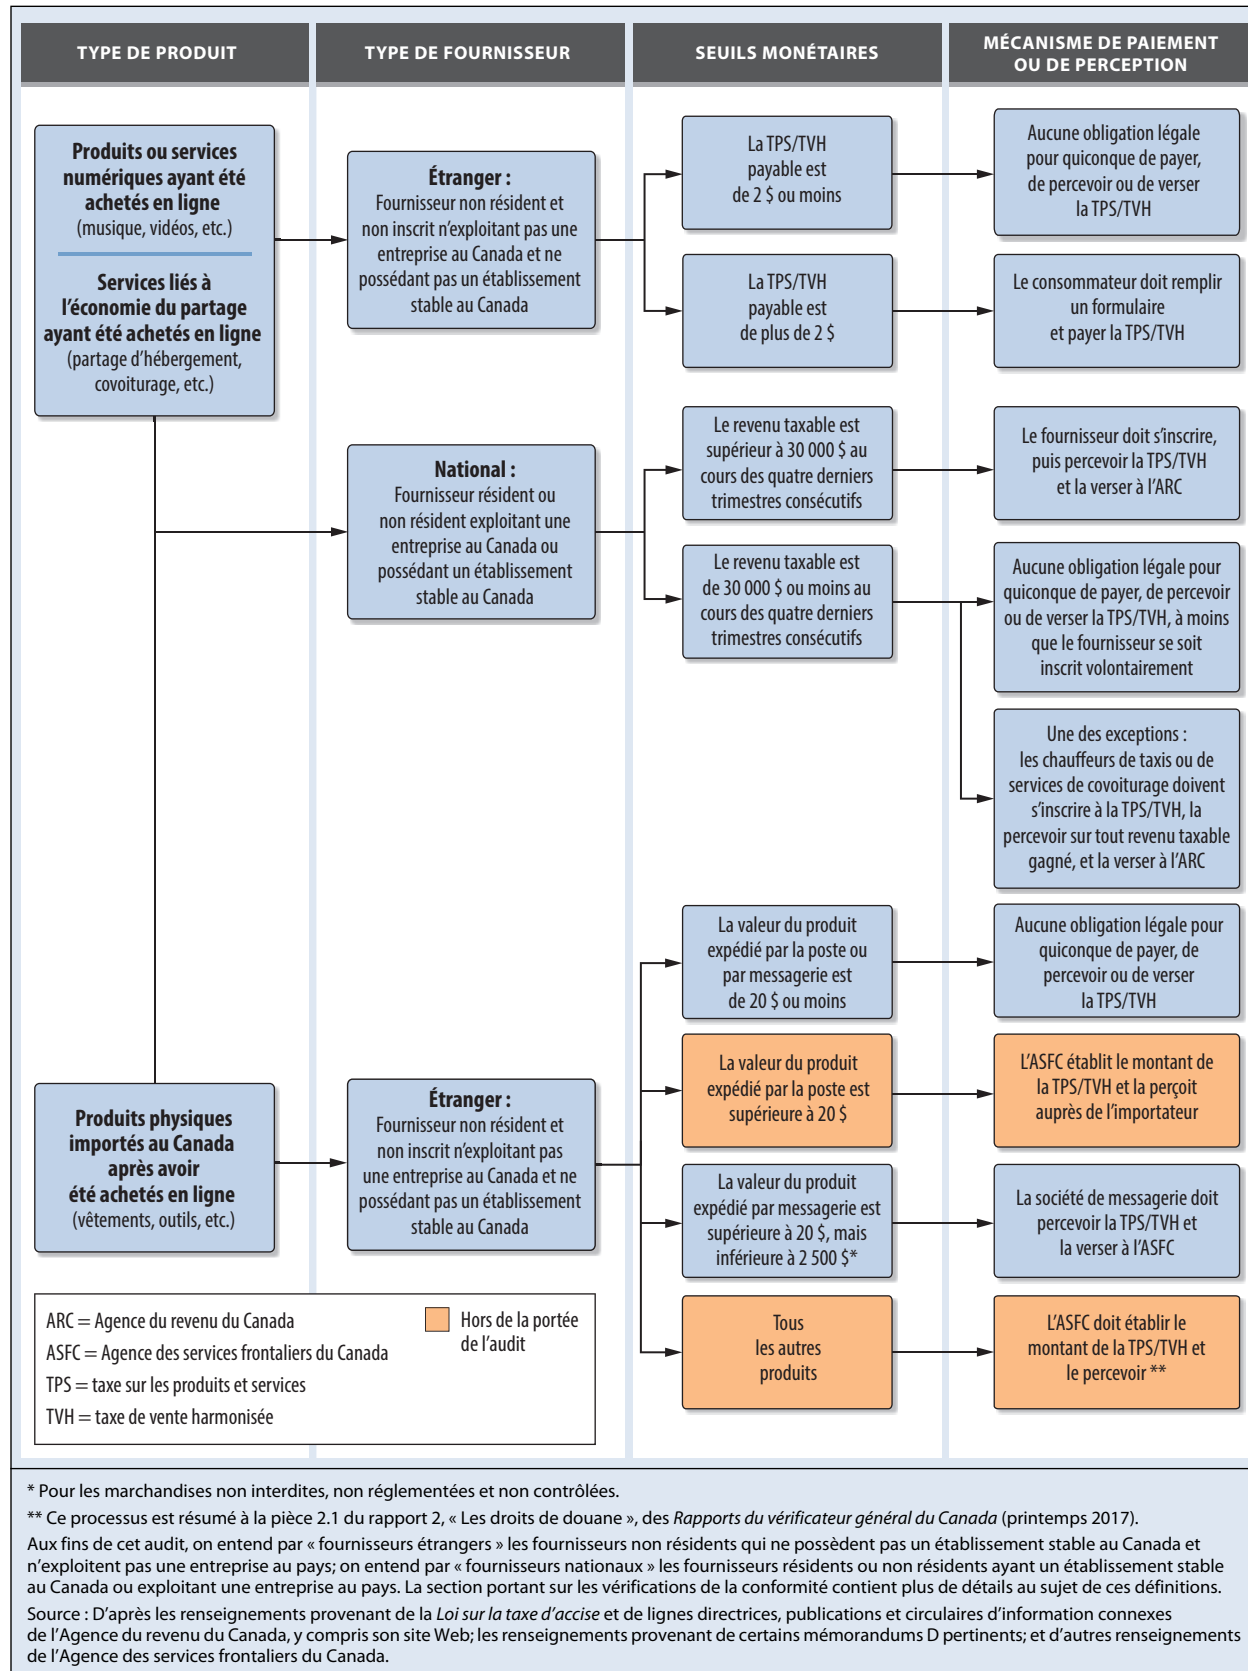 TYPE DE PRODUIT
TYPE DE FOURNISSEUR
SEUILS MONÉTAIRES
MÉCANISME DE PAIEMENT
OU DE PERCEPTION
Produits ou services
numériques ayant été
achetés en ligne
(musique, vidéos, etc.)
Services liés à
l'économie du partage
ayant été achetés en ligne
(partage d'hébergement,
covoiturage, etc.)
Étranger :
Fournisseur non résident et
non inscrit n'exploitant pas une
entreprise au Canada et ne
possédant pas un établissement
stable au Canada
La TPS/TVH
payable est
de 2 $ ou moins
Aucune obligation légale
pour quiconque de payer,
de percevoir ou de verser
la TPS/TVH
La TPS/TVH
payable est
de plus de 2 $
Le consommateur doit remplir
un formulaire
et payer la TPS/TVH
National :
Fournisseur résident ou
non résident exploitant une
entreprise au Canada ou
possédant un établissement
stable au Canada
Le revenu taxable est
supérieur à 30 000 $ au
cours des quatre derniers
trimestres consécutifs
Le fournisseur doit s'inscrire,
puis percevoir la TPS/TVH
et la verser à l'ARC
Le revenu taxable est
de 30 000 $ ou moins au
cours des quatre derniers
trimestres consécutifs
Aucune obligation légale pour
quiconque de payer, de percevoir
ou de verser la TPS/TVH, à moins
que le fournisseur se soit
inscrit volontairement
Une des exceptions :
les chauffeurs de taxis ou de
services de covoiturage doivent
s'inscrire à la TPS/TVH, la
percevoir sur tout revenu taxable
gagné, et la verser à l'ARC
Produits physiques
importés au Canada
après avoir
été achetés en ligne
(vêtements, outils, etc.)
Étranger :
Fournisseur non résident et
non inscrit n'exploitant pas
une entreprise au Canada et ne
possédant pas un établissement
stable au Canada
La valeur du produit
expédié par la poste ou
par messagerie est
de 20 $ ou moins
Aucune obligation légale pour
quiconque de payer, de
percevoir ou de verser
la TPS/TVH
La valeur du produit
expédié par la poste est
supérieure à 20 $
L'ASFC établit le montant de
la TPS/TVH et la perçoit
auprès de l'importateur
La valeur du produit
expédié par messagerie est
supérieure à 20 $, mais
inférieure à 2 500 $*
La société de messagerie doit
percevoir la TPS/TVH et
la verser à l'ASFC
Tous
les autres
produits
L'ASFC doit établir le
montant de la TPS/TVH et
le percevoir **
ARC = Agence du revenu du Canada
ASFC = Agence des services frontaliers du Canada
TPS = taxe sur les produits et services
TVH = taxe de vente harmonisée
Hors de la portée
de l'audit
* Pour les marchandises non interdites, non réglementées et non contrôlées.
** Ce processus est résumé à la pièce 2.1 du rapport 2, « Les droits de douane », des Rapports du vérificateur général du Canada (printemps 2017).
Aux fins de cet audit, on entend par « fournisseurs étrangers » les fournisseurs non résidents qui ne possèdent pas un établissement stable au Canada et
n'exploitent pas une entreprise au pays; on entend par « fournisseurs nationaux » les fournisseurs résidents ou non résidents ayant un établissement stable
au Canada ou exploitant une entreprise au pays. La section portant sur les vérifications de la conformité contient plus de détails au sujet de ces définitions.
Source : D'après les renseignements provenant de la Loi sur la taxe d'accise et de lignes directrices, publications et circulaires d'information connexes
de l'Agence du revenu du Canada, y compris son site Web; les renseignements provenant de certains mémorandums D pertinents; et d'autres renseignements
de l'Agence des services frontaliers du Canada.